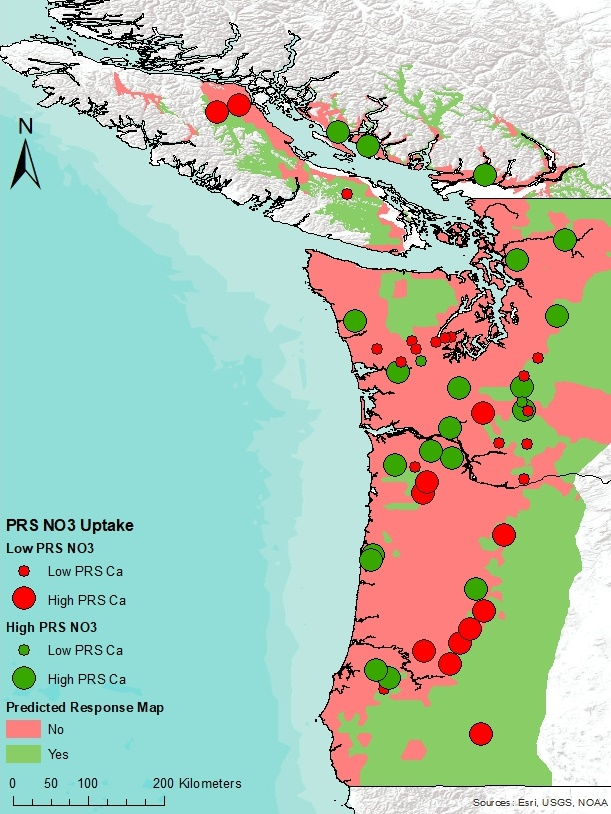 N
PRS NO3 Uptake
Low PRS NO3
Low PRS Ca
High PRS Ca
High PRS NO3
Low PRS Ca
High PRS Ca
Predicted Response Map
No
Yes
0 50 100 200 Kilometers
Sources: Esri, USGS, NOAA